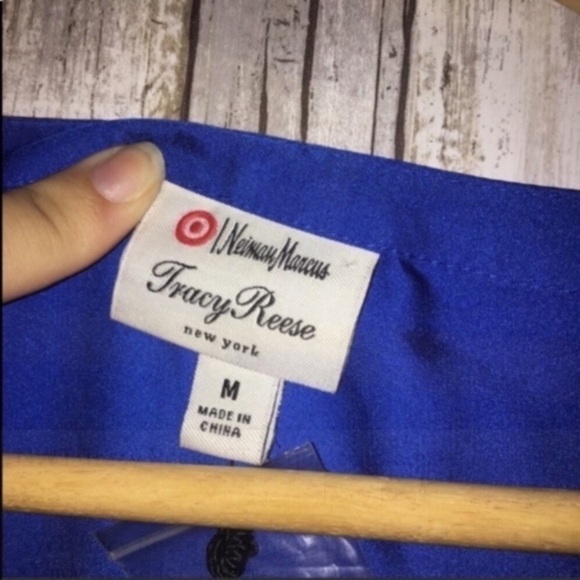 | Neiman Marcus
Tracy Reese
new york
M
MADE IN
CHINA